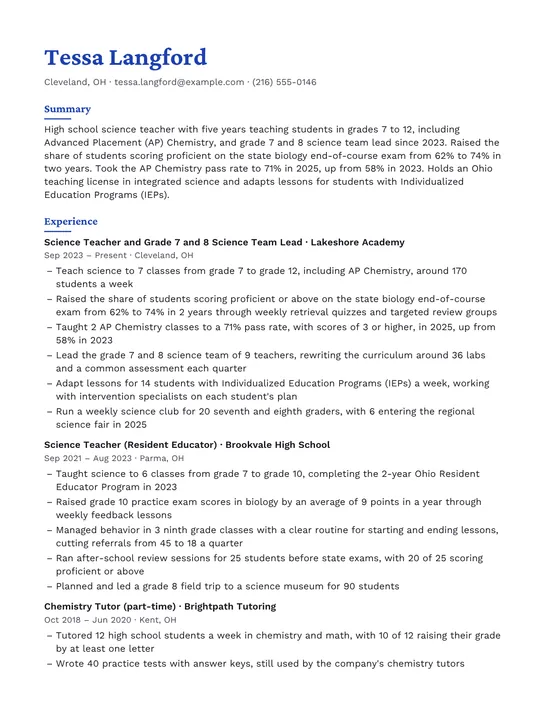 Tessa Langford
Cleveland, OH · tessa.langford@example.com · (216) 555-0146
Summary
High school science teacher with five years teaching students in grades 7 to 12, including
Advanced Placement (AP) Chemistry, and grade 7 and 8 science team lead since 2023. Raised the
share of students scoring proficient on the state biology end-of-course exam from 62% to 74% in
two years. Took the AP Chemistry pass rate to 71% in 2025, up from 58% in 2023. Holds an Ohio
teaching license in integrated science and adapts lessons for students with Individualized
Education Programs (IEPs).
Experience
Science Teacher and Grade 7 and 8 Science Team Lead · Lakeshore Academy
Sep 2023 – Present · Cleveland, OH
– Teach science to 7 classes from grade 7 to grade 12, including AP Chemistry, around 170
students a week
– Raised the share of students scoring proficient or above on the state biology end-of-course
exam from 62% to 74% in 2 years through weekly retrieval quizzes and targeted review groups
– Taught 2 AP Chemistry classes to a 71% pass rate, with scores of 3 or higher, in 2025, up from
58% in 2023
– Lead the grade 7 and 8 science team of 9 teachers, rewriting the curriculum around 36 labs
and a common assessment each quarter
– Adapt lessons for 14 students with Individualized Education Programs (IEPs) a week, working
with intervention specialists on each student's plan
– Run a weekly science club for 20 seventh and eighth graders, with 6 entering the regional
science fair in 2025
Science Teacher (Resident Educator) · Brookvale High School
Sep 2021 – Aug 2023 · Parma, OH
– Taught science to 6 classes from grade 7 to grade 10, completing the 2-year Ohio Resident
Educator Program in 2023
– Raised grade 10 practice exam scores in biology by an average of 9 points in a year through
weekly feedback lessons
– Managed behavior in 3 ninth grade classes with a clear routine for starting and ending lessons,
cutting referrals from 45 to 18 a quarter
– Ran after-school review sessions for 25 students before state exams, with 20 of 25 scoring
proficient or above
– Planned and led a grade 8 field trip to a science museum for 90 students
Chemistry Tutor (part-time) · Brightpath Tutoring
Oct 2018 – Jun 2020 · Kent, OH
– Tutored 12 high school students a week in chemistry and math, with 10 of 12 raising their grade
by at least one letter
– Wrote 40 practice tests with answer keys, still used by the company's chemistry tutors